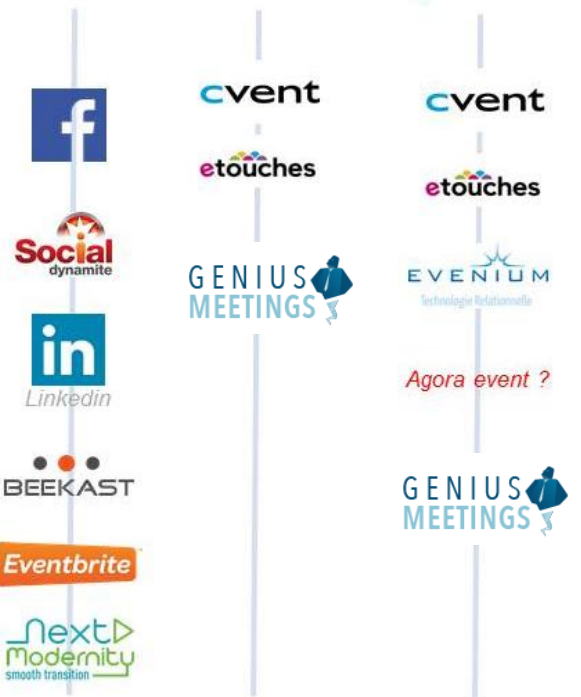 f
Social
dynamite
in
Linkedin
BEEKAST
Eventbrite
Next
Modernity
smooth transition
cvent
etouches
GENIUS
MEETINGS
cvent
etouches
EVENIUM
Technologie Relationnelle
Agora event ?
GENIUS
MEETINGS